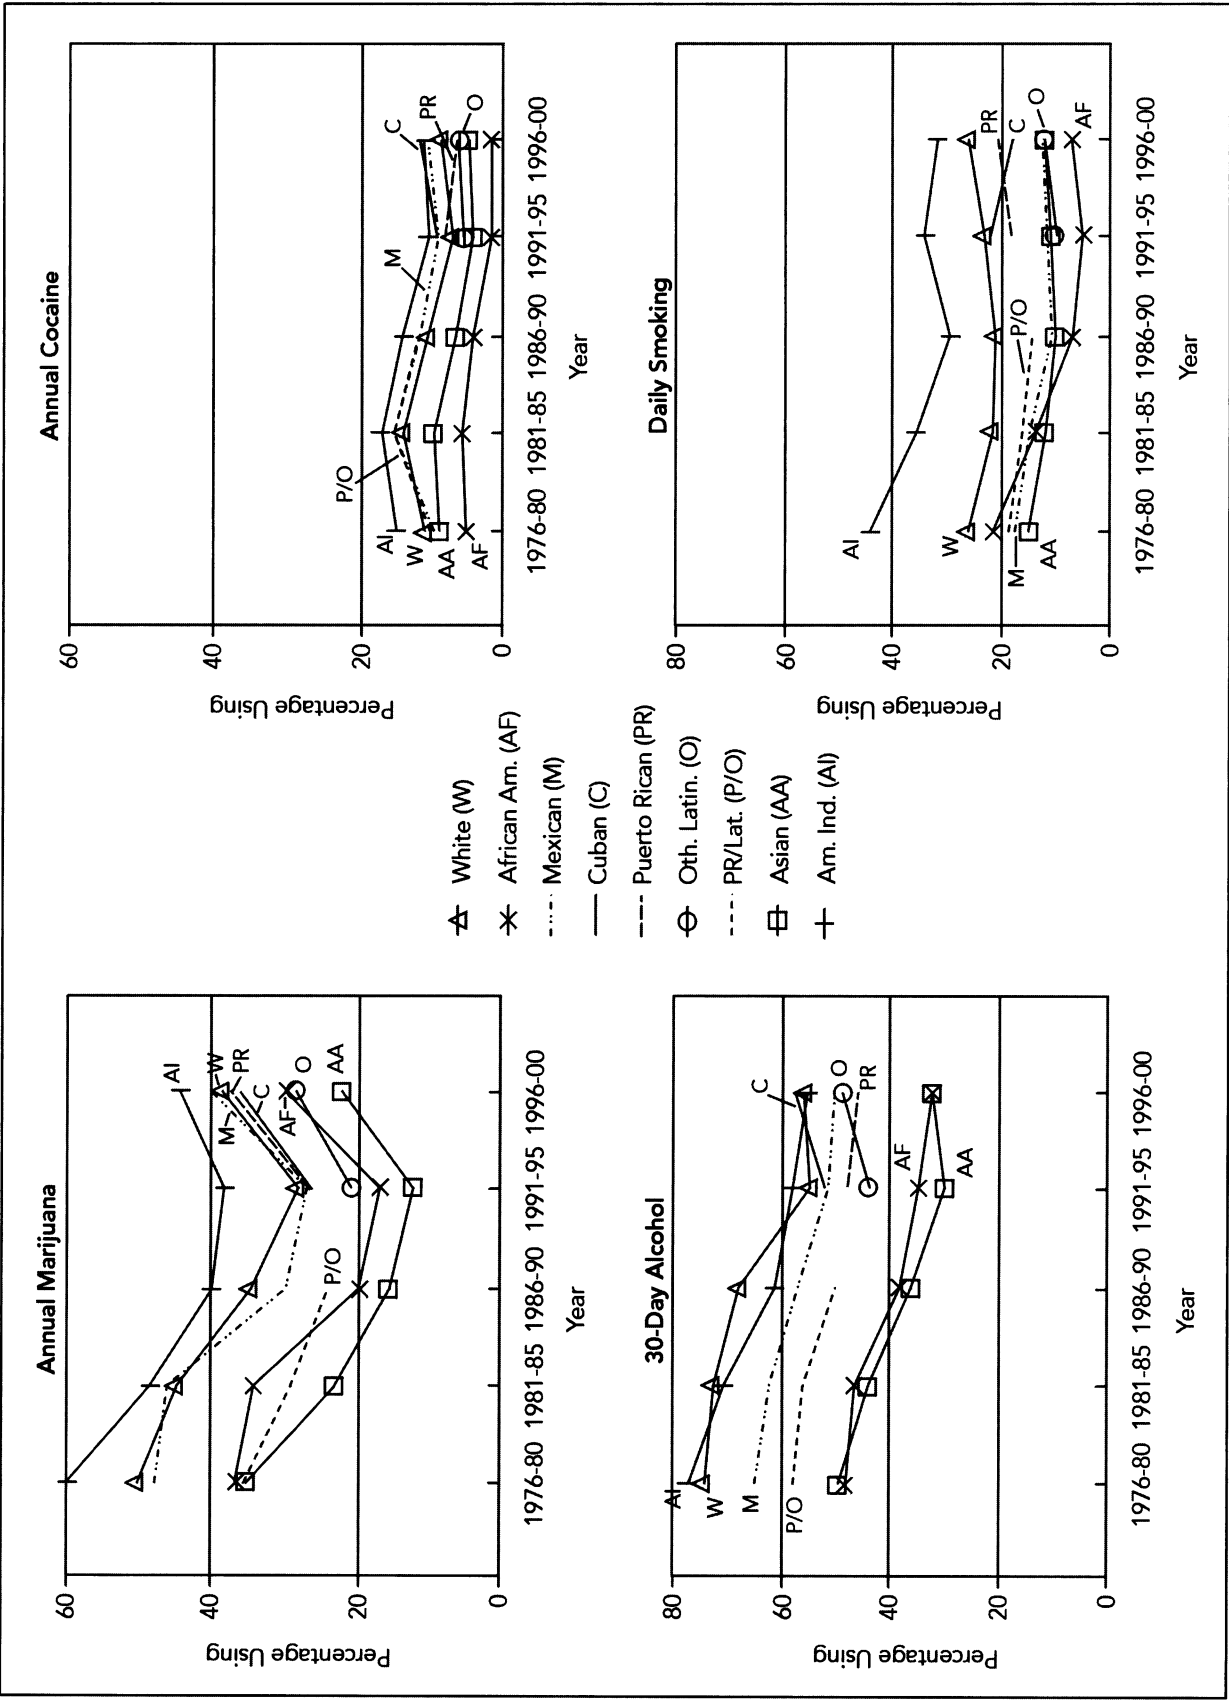 Annual Marijuana
60
40
20
0
Percentage Using
AI
W
PR
M
C
AF
O
AA
P/O
1976-80 1981-85 1986-90 1991-95 1996-00
Year
Annual Cocaine
60
40
20
0
Percentage Using
C
PR
O
M
P/O
AI
W
AA
AF
1976-80 1981-85 1986-90 1991-95 1996-00
Year
White (W)
African Am. (AF)
Mexican (M)
Cuban (C)
Puerto Rican (PR)
Oth. Latin. (O)
PR/Lat. (P/O)
Asian (AA)
Am. Ind. (AI)
30-Day Alcohol
80
60
40
20
0
Percentage Using
AI
W
M
P/O
C
O
PR
AF
AA
1976-80 1981-85 1986-90 1991-95 1996-00
Year
Daily Smoking
80
60
40
20
0
Percentage Using
AI
W
M
AA
P/O
PR
C
O
AF
1976-80 1981-85 1986-90 1991-95 1996-00
Year